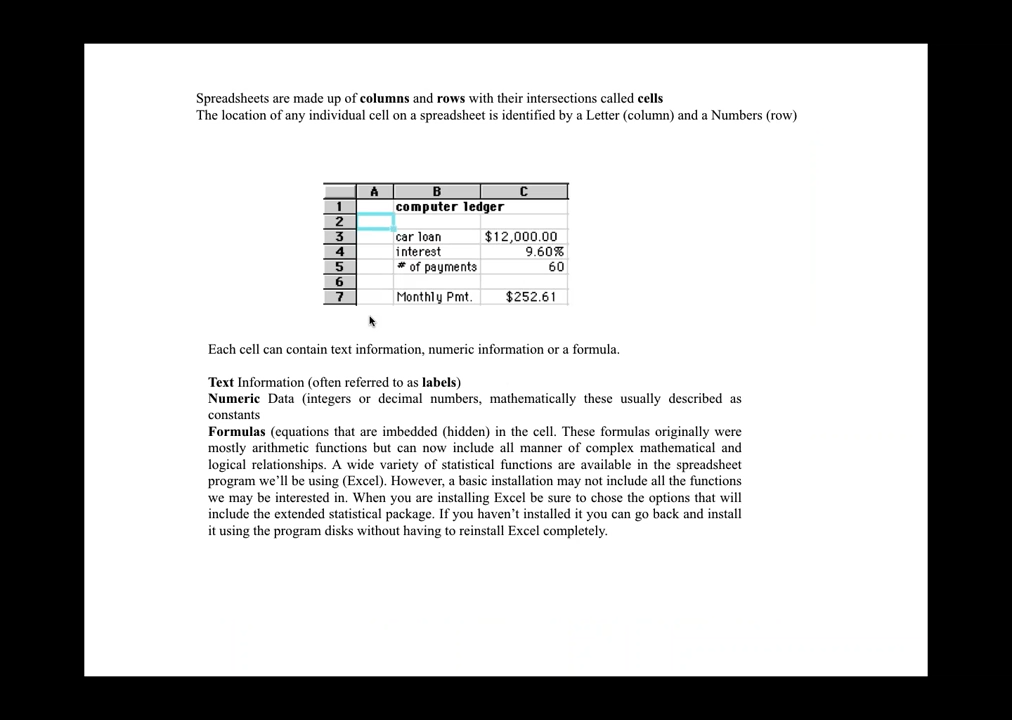 Spreadsheets are made up of columns and rows with their intersections called cells
The location of any individual cell on a spreadsheet is identified by a Letter (column) and a Numbers (row)
A B C
1 computer ledger
2
3 car loan $12,000.00
4 interest 9.60%
5 # of payments 60
6
7 Monthly Pmt. $252.61
Each cell can contain text information, numeric information or a formula.
Text Information (often referred to as labels)
Numeric Data (integers or decimal numbers, mathematically these usually described as
constants
Formulas (equations that are imbedded (hidden) in the cell. These formulas originally were
mostly arithmetic functions but can now include all manner of complex mathematical and
logical relationships. A wide variety of statistical functions are available in the spreadsheet
program we’ll be using (Excel). However, a basic installation may not include all the functions
we may be interested in. When you are installing Excel be sure to chose the options that will
include the extended statistical package. If you haven’t installed it you can go back and install
it using the program disks without having to reinstall Excel completely.